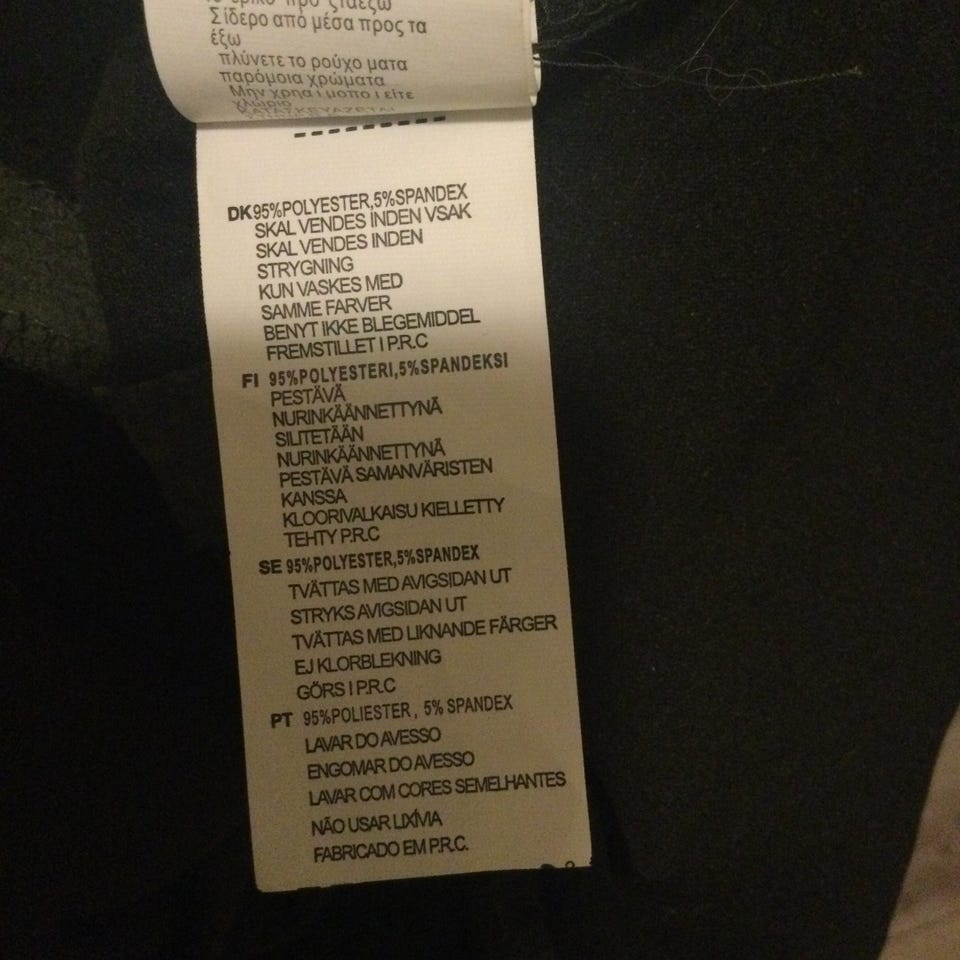 Σίδερο από μέσα προς τα
έξω
πλύνετε το ρούχο ματα
παρόμοια χρώματα
DK 95%POLYESTER,5%SPANDEX
SKAL VENDES INDEN VSAK
SKAL VENDES INDEN
STRYGNING
KUN VASKES MED
SAMME FARVER
BENYT IKKE BLEGEMIDDEL
FREMSTILLET I P.R.C
FI 95%POLYESTERI,5%SPANDEKSI
PESTÄVÄ
NURINKÄÄNNETTYNÄ
SILITETÄÄN
NURINKÄÄNNETTYNÄ
PESTÄVÄ SAMANVÄRISTEN
KANSSA
KLOORIVALKAISU KIELLETTY
TEHTY P.R.C
SE 95%POLYESTER,5%SPANDEX
TVÄTTAS MED AVIGSIDAN UT
STRYKS AVIGSIDAN UT
TVÄTTAS MED LIKNANDE FÄRGER
EJ KLORBLEKNING
GÖRS I P.R.C
PT 95%POLIESTER, 5% SPANDEX
LAVAR DO AVESSO
ENGOMAR DO AVESSO
LAVAR COM CORES SEMELHANTES
NÃO USAR LIXÍVIA
FABRICADO EM P.R.C.